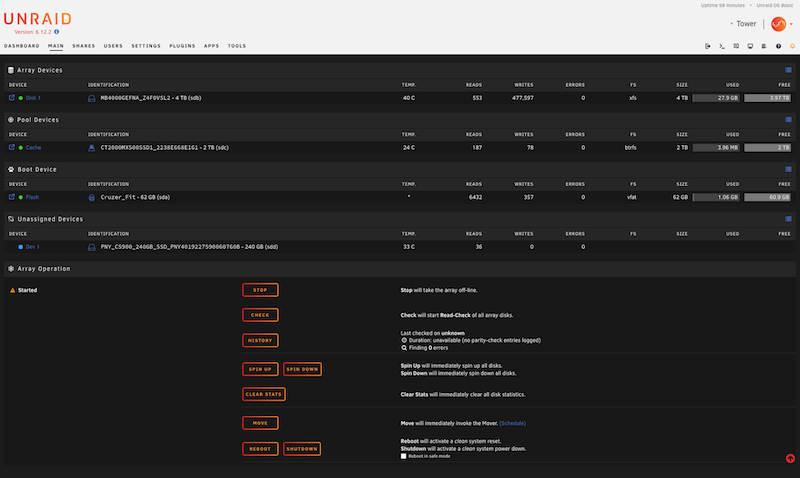 Uptime 58 minutes • Unraid OS Basic
UNRAID
Version: 6.12.2
• Tower
DASHBOARD MAIN SHARES USERS SETTINGS PLUGINS APPS TOOLS
Array Devices
DEVICE IDENTIFICATION TEMP. READS WRITES ERRORS FS SIZE USED FREE
Disk 1 MB4000GEFNA_Z4F0VSL2 - 4 TB (sdb) 40 C 553 477,597 0 xfs 4 TB 27.9 GB 3.97 TB
Pool Devices
DEVICE IDENTIFICATION TEMP. READS WRITES ERRORS FS SIZE USED FREE
Cache CT2000MX500SSD1_2238E668E161 - 2 TB (sdc) 24 C 187 78 0 btrfs 2 TB 3.96 MB 2 TB
Boot Device
DEVICE IDENTIFICATION TEMP. READS WRITES ERRORS FS SIZE USED FREE
Flash Cruzer_Fit - 62 GB (sda) * 6432 357 0 vfat 62 GB 1.06 GB 60.9 GB
Unassigned Devices
DEVICE IDENTIFICATION TEMP. READS WRITES ERRORS FS SIZE USED FREE
Dev 1 PNY_CS900_240GB_SSD_PNY4019227590060T60B - 240 GB (sdd) 33 C 36 0 0
Array Operation
Started
STOP Stop will take the array off-line.
CHECK Check will start Read-Check of all array disks.
HISTORY Last checked on unknown
Duration: unavailable (no parity-check entries logged)
Finding 0 errors
SPIN UP SPIN DOWN Spin Up will immediately spin up all disks.
Spin Down will immediately spin down all disks.
CLEAR STATS Clear Stats will immediately clear all disk statistics.
MOVE Move will immediately invoke the Mover. (Schedule)
REBOOT SHUTDOWN Reboot will activate a clean system reset.
Shutdown will activate a clean system power down.
Reboot in safe mode